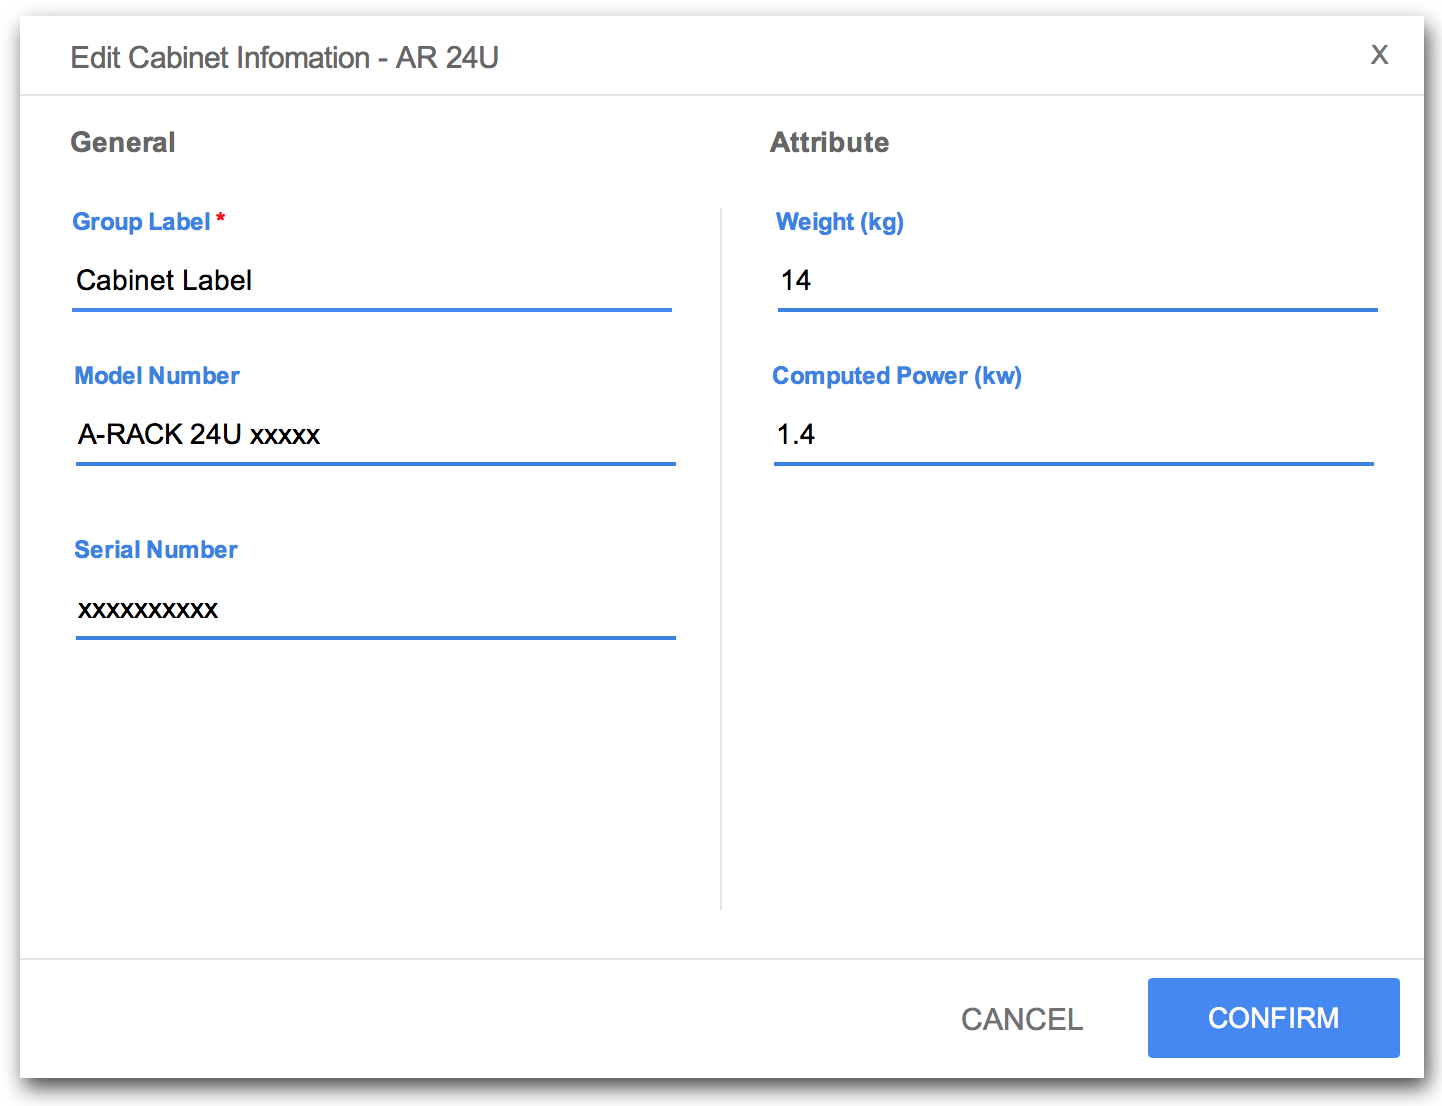 Edit Cabinet Infomation - AR 24U
X
General
Group Label *
Cabinet Label
Model Number
A-RACK 24U xxxxx
Serial Number
xxxxxxxxxx
Attribute
Weight (kg)
14
Computed Power (kw)
1.4
CANCEL
CONFIRM